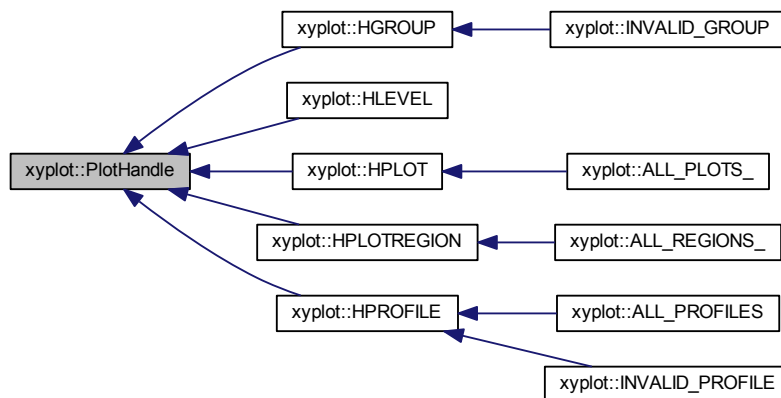 xyplot::HGROUP
xyplot::INVALID_GROUP
xyplot::HLEVEL
xyplot::PlotHandle
xyplot::HPLOT
xyplot::ALL_PLOTS_
xyplot::HPLOTREGION
xyplot::ALL_REGIONS_
xyplot::HPROFILE
xyplot::ALL_PROFILES
xyplot::INVALID_PROFILE